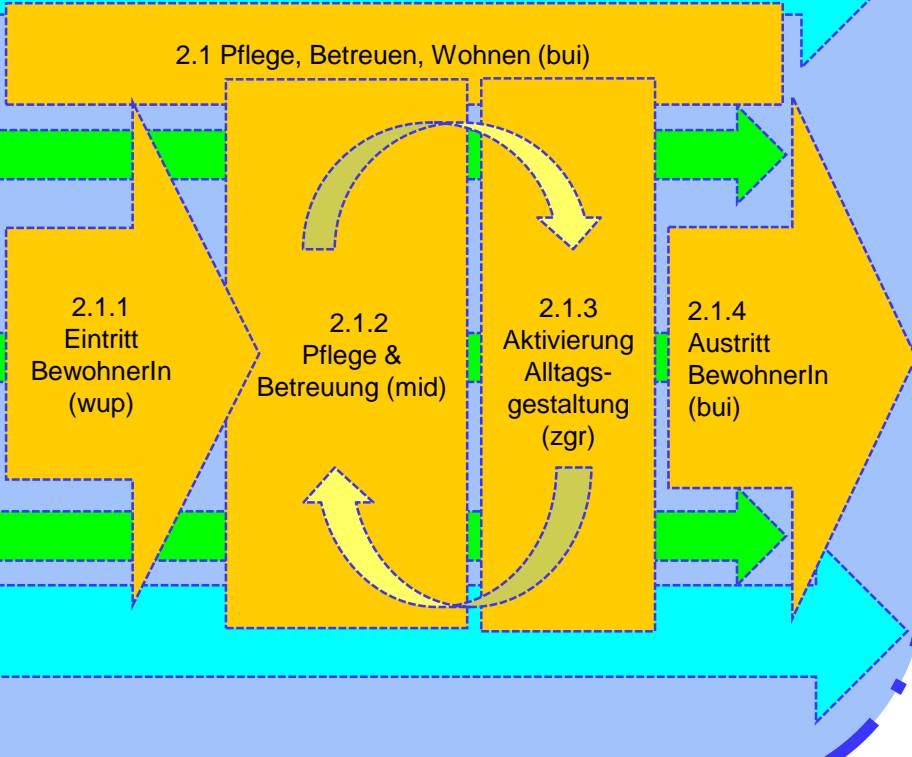 2.1 Pflege, Betreuen, Wohnen (bui)
2.1.1
Eintritt
BewohnerIn
(wup)
2.1.2
Pflege &
Betreuung (mid)
2.1.3
Aktivierung
Alltags-
gestaltung
(zgr)
2.1.4
Austritt
BewohnerIn
(bui)